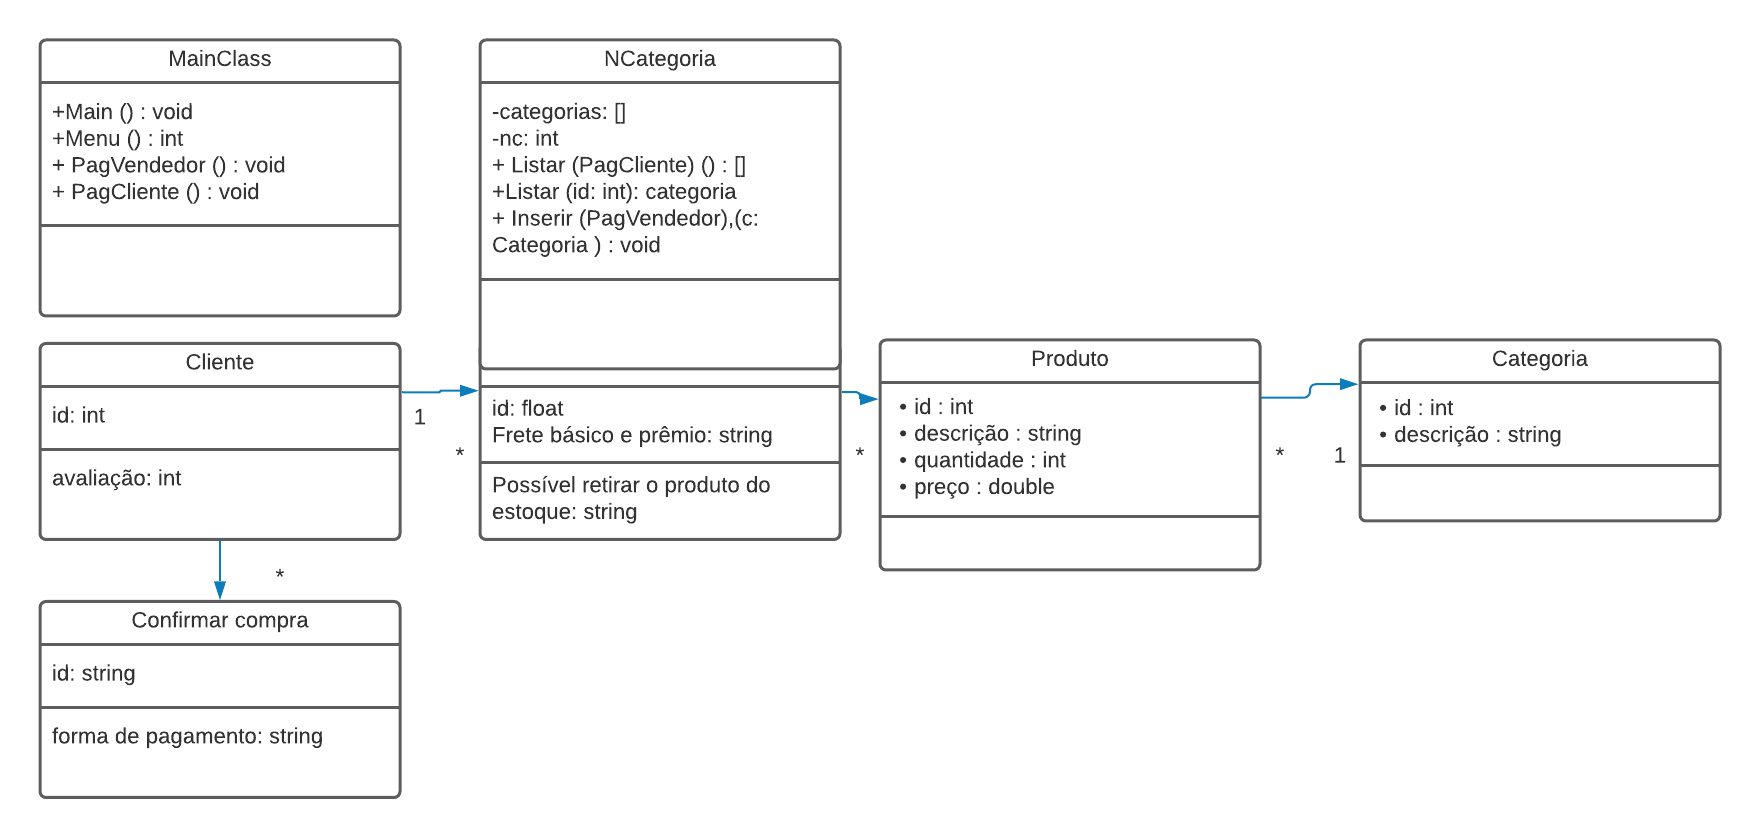 MainClass
+Main () : void
+Menu () : int
+ PagVendedor () : void
+ PagCliente () : void
NCategoria
-categorias: []
-nc: int
+ Listar (PagCliente) () : []
+Listar (id: int): categoria
+ Inserir (PagVendedor),(c:
Categoria ) : void
Cliente
id: int
avaliação: int
1
*
id: float
Frete básico e prêmio: string
Possível retirar o produto do
estoque: string
*
Produto
• id : int
• descrição : string
• quantidade : int
• preço : double
*
1
Categoria
• id : int
• descrição : string
*
Confirmar compra
id: string
forma de pagamento: string